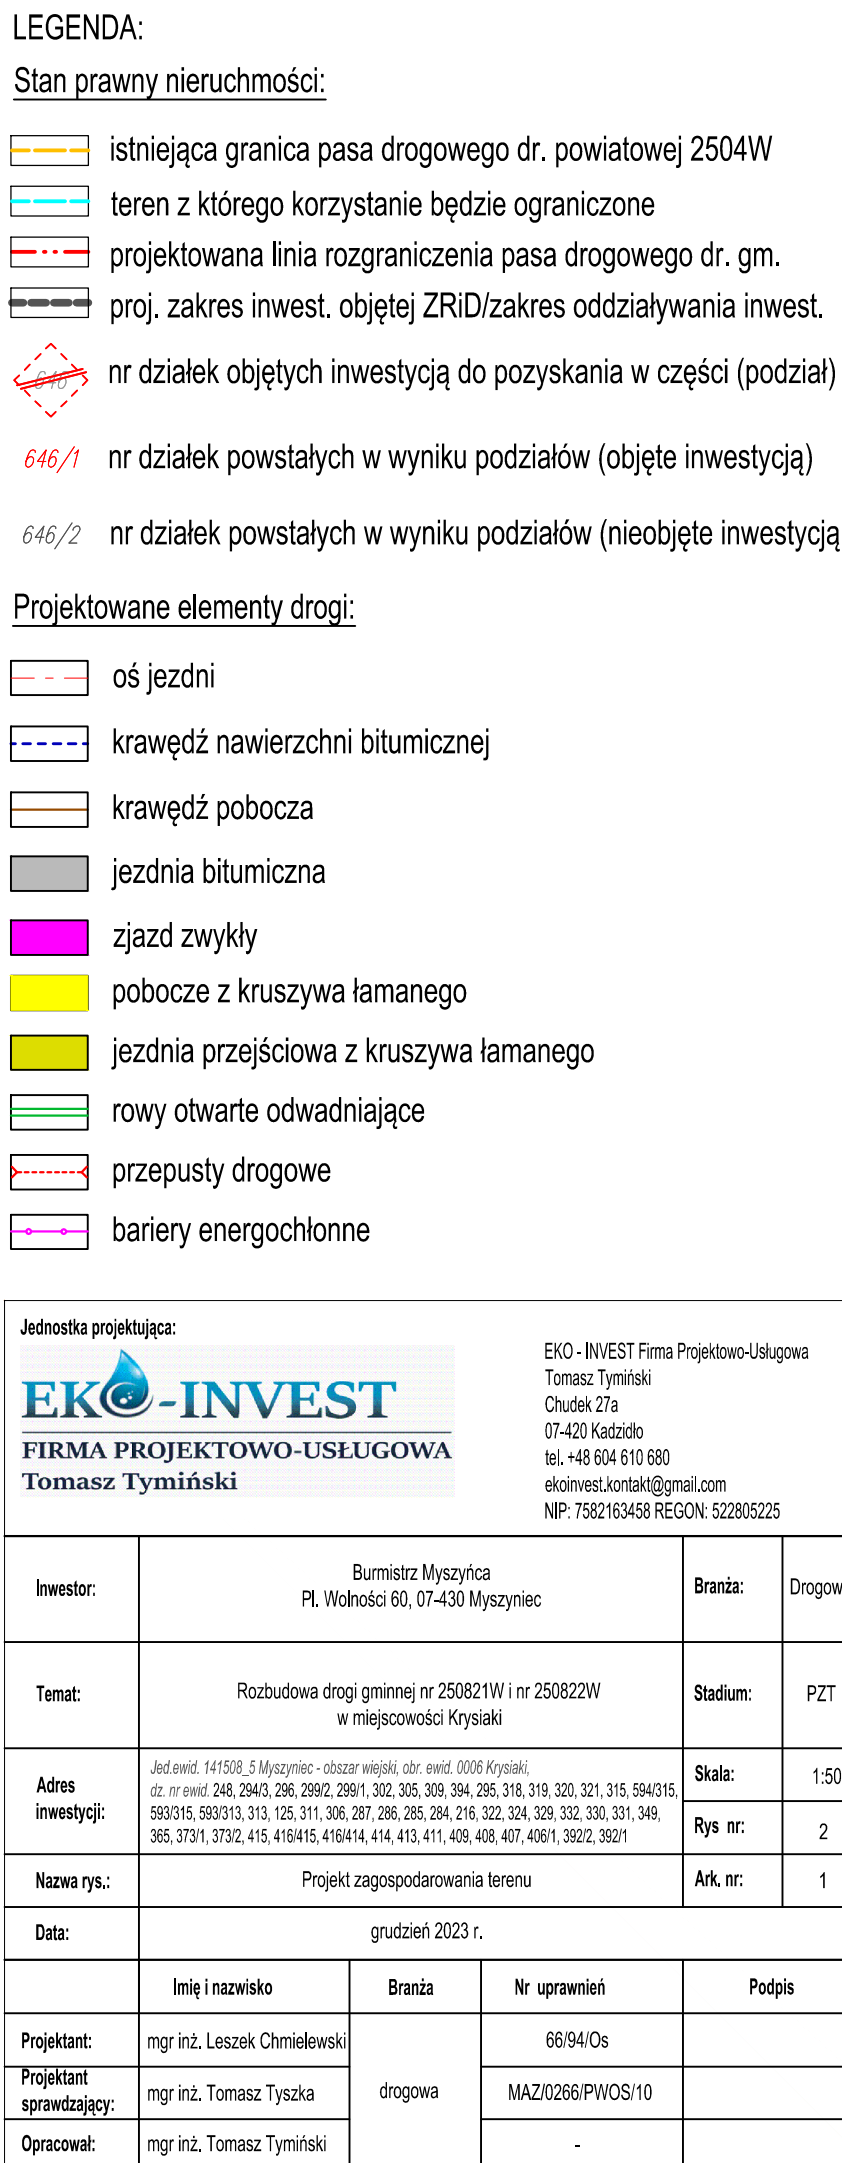 LEGENDA:
Stan prawny nieruchmości:
istniejąca granica pasa drogowego dr. powiatowej 2504W
teren z którego korzystanie będzie ograniczone
projektowana linia rozgraniczenia pasa drogowego dr. gm.
proj. zakres inwest. objętej ZRiD/zakres oddziaływania inwest.
646 nr działek objętych inwestycją do pozyskania w części (podział)
646/1 nr działek powstałych w wyniku podziałów (objęte inwestycją)
646/2 nr działek powstałych w wyniku podziałów (nieobjęte inwestycją
Projektowane elementy drogi:
oś jezdni
krawędź nawierzchni bitumicznej
krawędź pobocza
jezdnia bitumiczna
zjazd zwykły
pobocze z kruszywa łamanego
jezdnia przejściowa z kruszywa łamanego
rowy otwarte odwadniające
przepusty drogowe
bariery energochłonne
Jednostka projektująca:
EKO-INVEST
FIRMA PROJEKTOWO-USŁUGOWA
Tomasz Tymiński
EKO - INVEST Firma Projektowo-Usługowa
Tomasz Tymiński
Chudek 27a
07-420 Kadzidło
tel. +48 604 610 680
ekoinvest.kontakt@gmail.com
NIP: 7582163458 REGON: 522805225
Inwestor:
Burmistrz Myszyńca
Pl. Wolności 60, 07-430 Myszyniec
Branża:
Drogow
Temat:
Rozbudowa drogi gminnej nr 250821W i nr 250822W
w miejscowości Krysiaki
Stadium:
PZT
Adres
inwestycji:
Jed.ewid. 141508_5 Myszyniec - obszar wiejski, obr. ewid. 0006 Krysiaki,
dz. nr ewid. 248, 294/3, 296, 299/2, 299/1, 302, 305, 309, 394, 295, 318, 319, 320, 321, 315, 594/315,
593/315, 593/313, 313, 125, 311, 306, 287, 286, 285, 284, 216, 322, 324, 329, 332, 330, 331, 349,
365, 373/1, 373/2, 415, 416/415, 416/414, 414, 413, 411, 409, 408, 407, 406/1, 392/2, 392/1
Skala:
1:50
Rys nr:
2
Nazwa rys.:
Projekt zagospodarowania terenu
Ark. nr:
1
Data:
grudzień 2023 r.
Imię i nazwisko Branża Nr uprawnień Podpis
Projektant: mgr inż. Leszek Chmielewski 66/94/Os
Projektant
sprawdzający: mgr inż. Tomasz Tyszka drogowa MAZ/0266/PWOS/10
Opracował: mgr inż. Tomasz Tymiński -